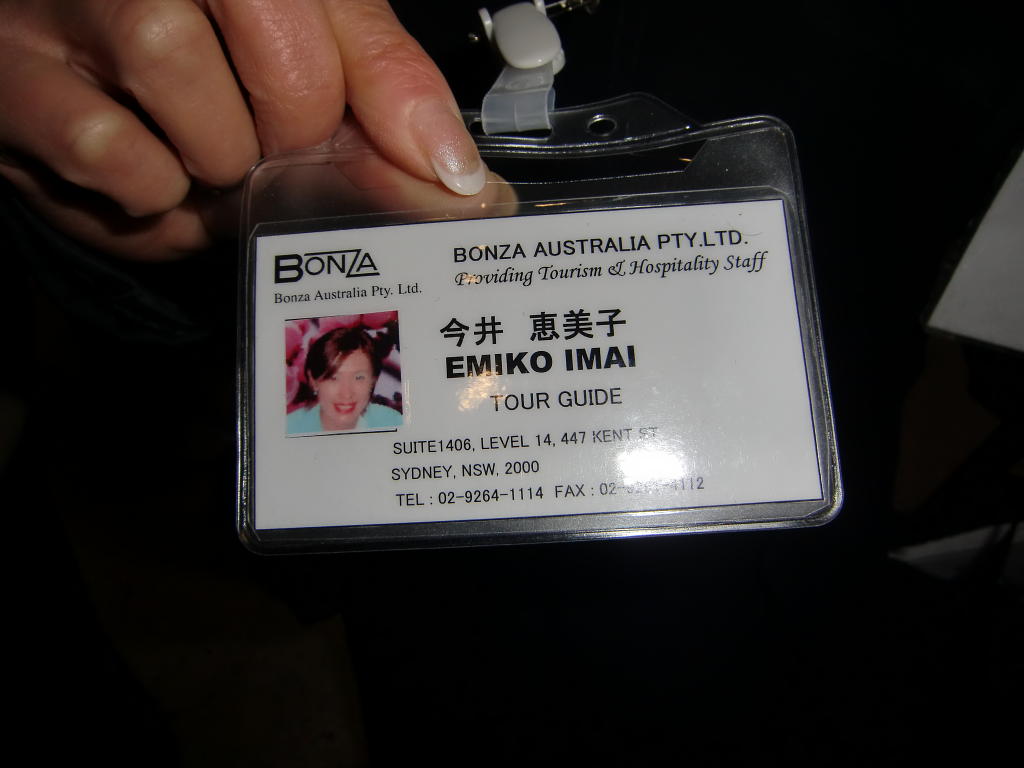 BONZA
Bonza Australia Pty. Ltd.
BONZA AUSTRALIA PTY.LTD.
Providing Tourism & Hospitality Staff
今井 恵美子
EMIKO IMAI
TOUR GUIDE
SUITE1406, LEVEL 14, 447 KENT ST
SYDNEY, NSW, 2000
TEL : 02-9264-1114 FAX :